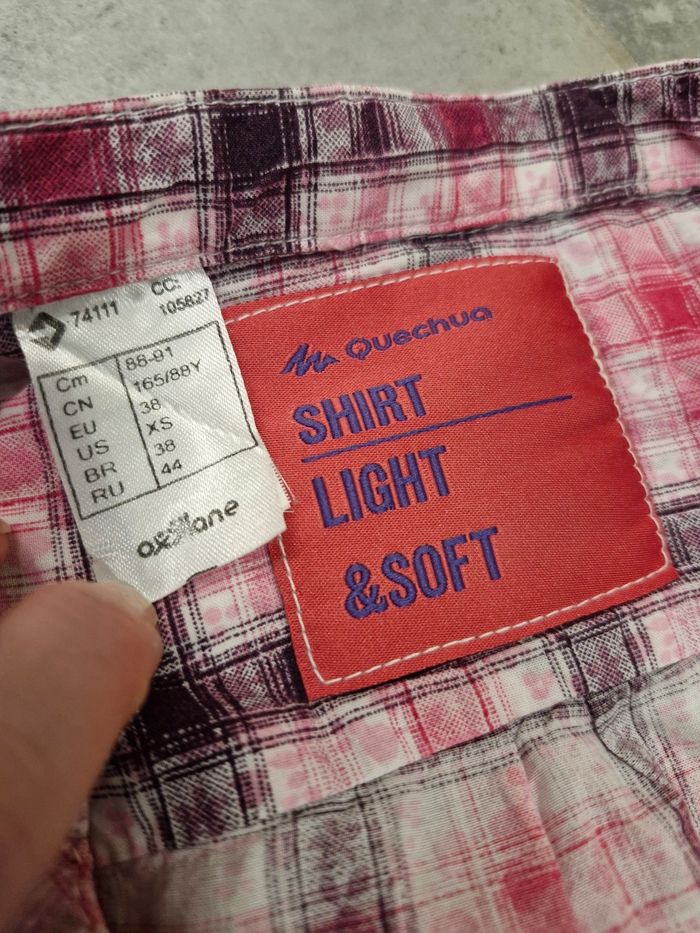 74111
CC:
105827
Cm 88-91
CN 165/88Y
EU 38
US XS
BR 38
RU 44
oxylane
Quechua
SHIRT
LIGHT
&SOFT